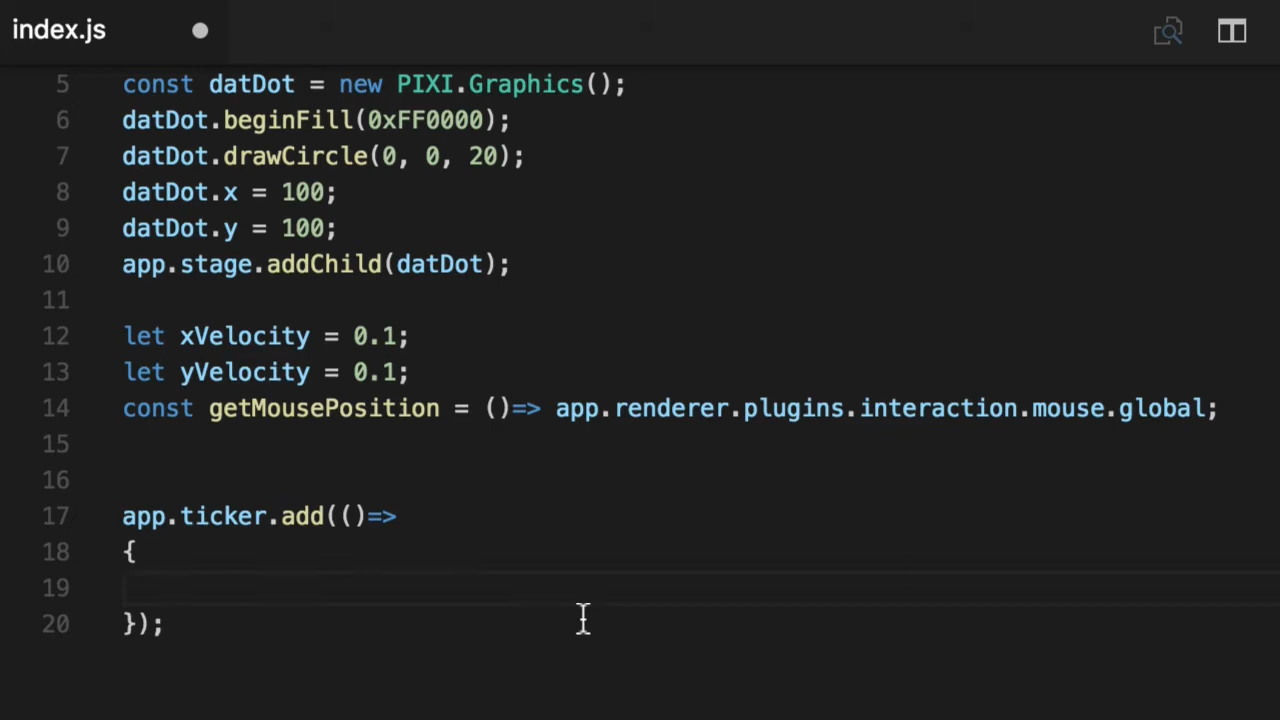 index.js
5 const datDot = new PIXI.Graphics();
6 datDot.beginFill(0xFF0000);
7 datDot.drawCircle(0, 0, 20);
8 datDot.x = 100;
9 datDot.y = 100;
10 app.stage.addChild(datDot);
11
12 let xVelocity = 0.1;
13 let yVelocity = 0.1;
14 const getMousePosition = ()=> app.renderer.plugins.interaction.mouse.global;
15
16
17 app.ticker.add(()=>
18 {
19
20 });